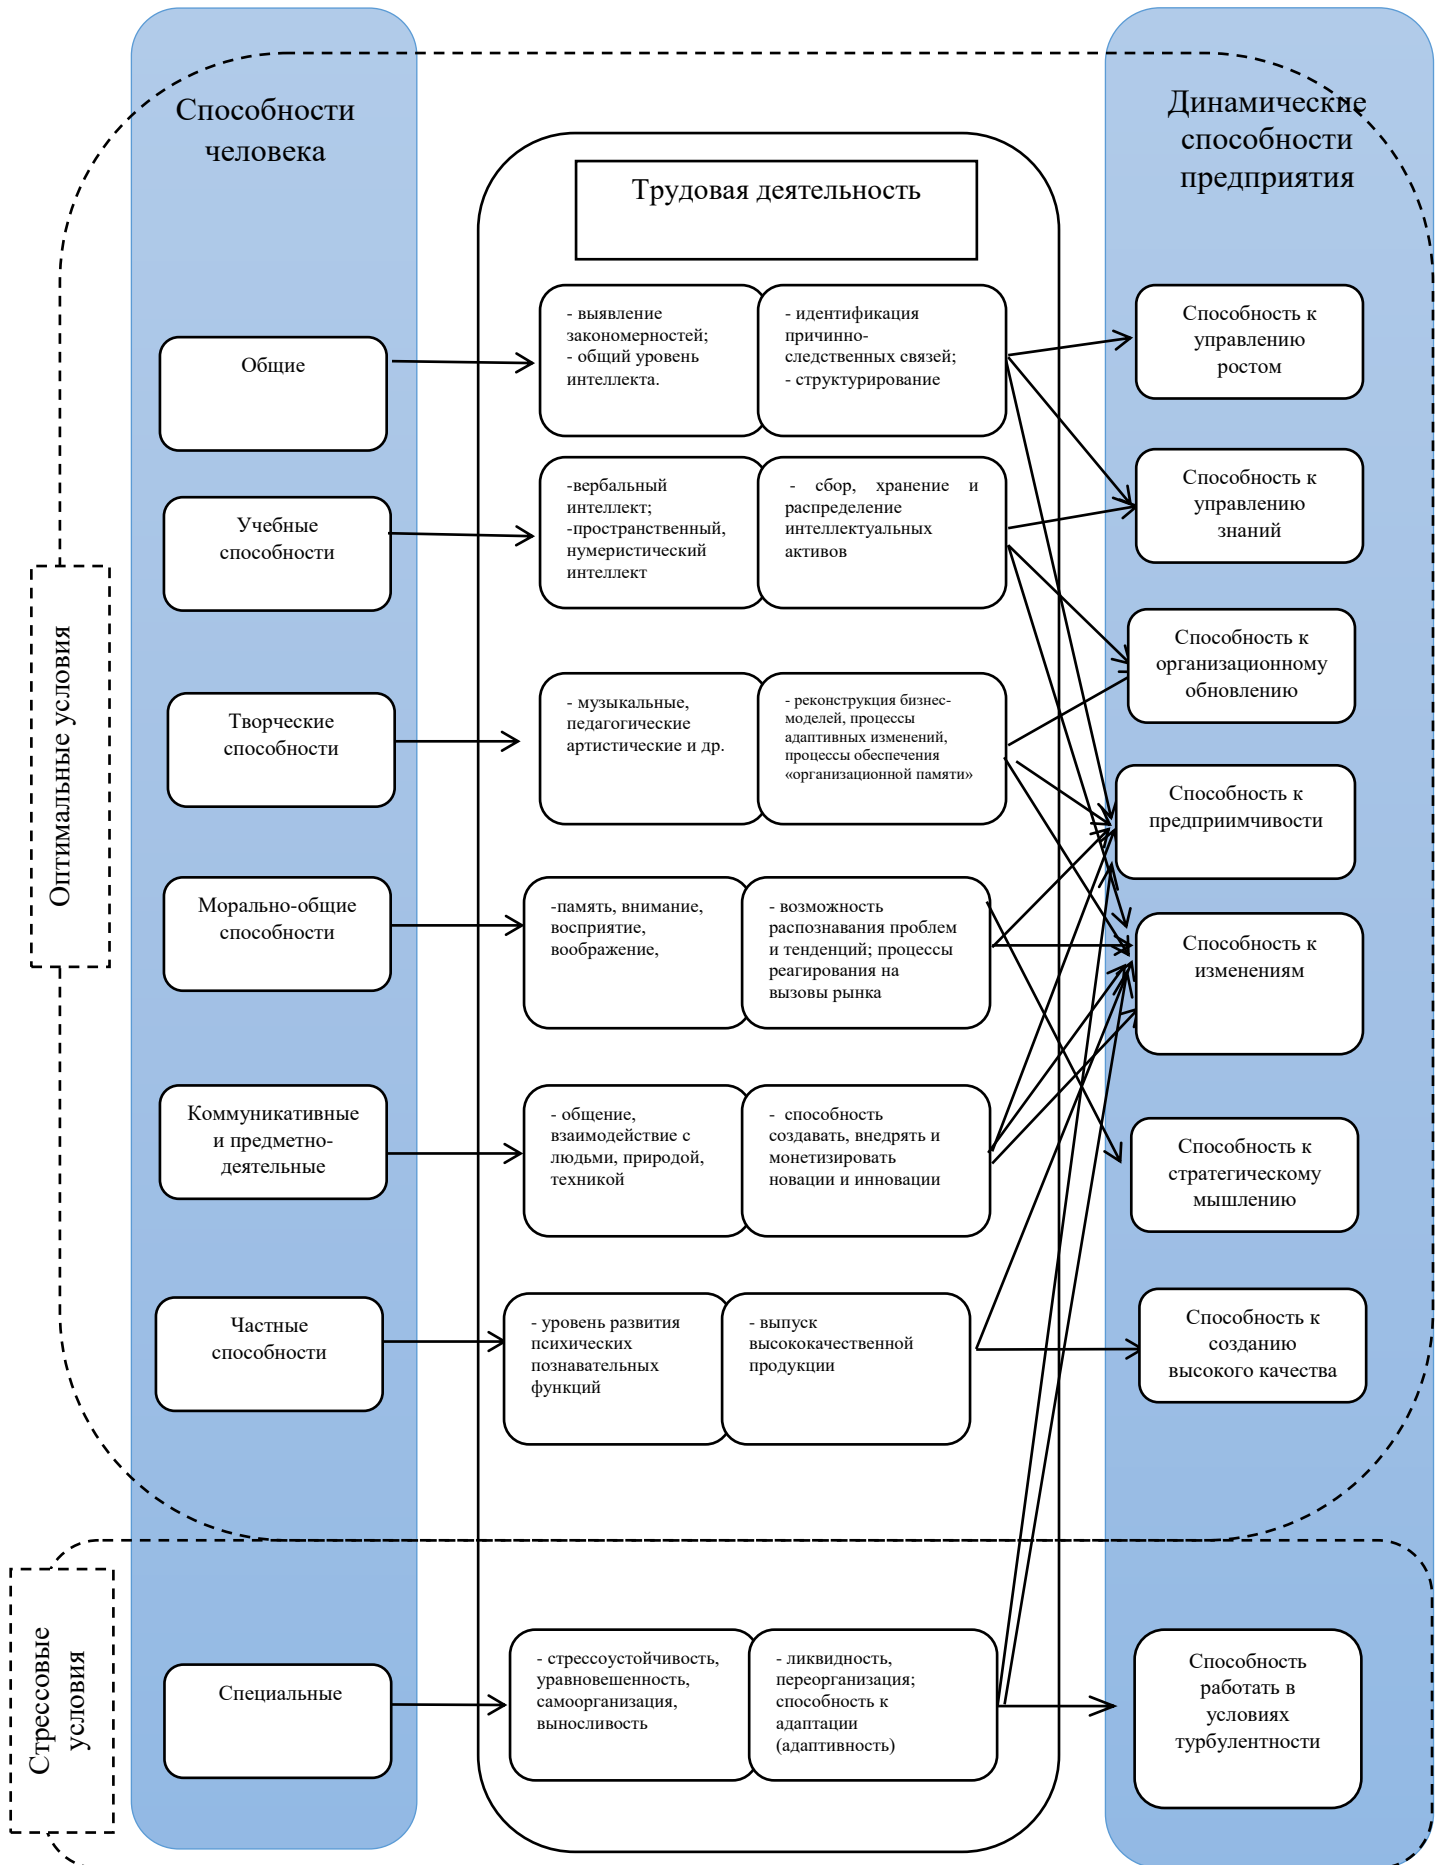 Способности
человека
Динамические
способности
предприятия
Трудовая деятельность
Оптимальные условия
Общие
- выявление
закономерностей;
- общий уровень
интеллекта.
- идентификация
причинно-
следственных связей;
- структурирование
Способность к
управлению
ростом
Учебные
способности
-вербальный
интеллект;
-пространственный,
нумеристический
интеллект
- сбор, хранение и
распределение
интеллектуальных
активов
Способность к
управлению
знаний
Творческие
способности
- музыкальные,
педагогические
артистические и др.
- реконструкция бизнес-
моделей, процессы
адаптивных изменений,
процессы обеспечения
«организационной памяти»
Способность к
организационному
обновлению
Способность к
предприимчивости
Морально-общие
способности
-память, внимание,
восприятие,
воображение,
- возможность
распознавания проблем
и тенденций; процессы
реагирования на
вызовы рынка
Способность к
изменениям
Коммуникативные
и предметно-
деятельные
- общение,
взаимодействие с
людьми, природой,
техникой
- способность
создавать, внедрять и
монетизировать
новации и инновации
Способность к
стратегическому
мышлению
Частные
способности
- уровень развития
психических
познавательных
функций
- выпуск
высококачественной
продукции
Способность к
созданию
высокого качества
Стрессовые
условия
Специальные
- стрессоустойчивость,
уравновешенность,
самоорганизация,
выносливость
- ликвидность,
переорганизация;
способность к
адаптации
(адаптивность)
Способность
работать в
условиях
турбулентности